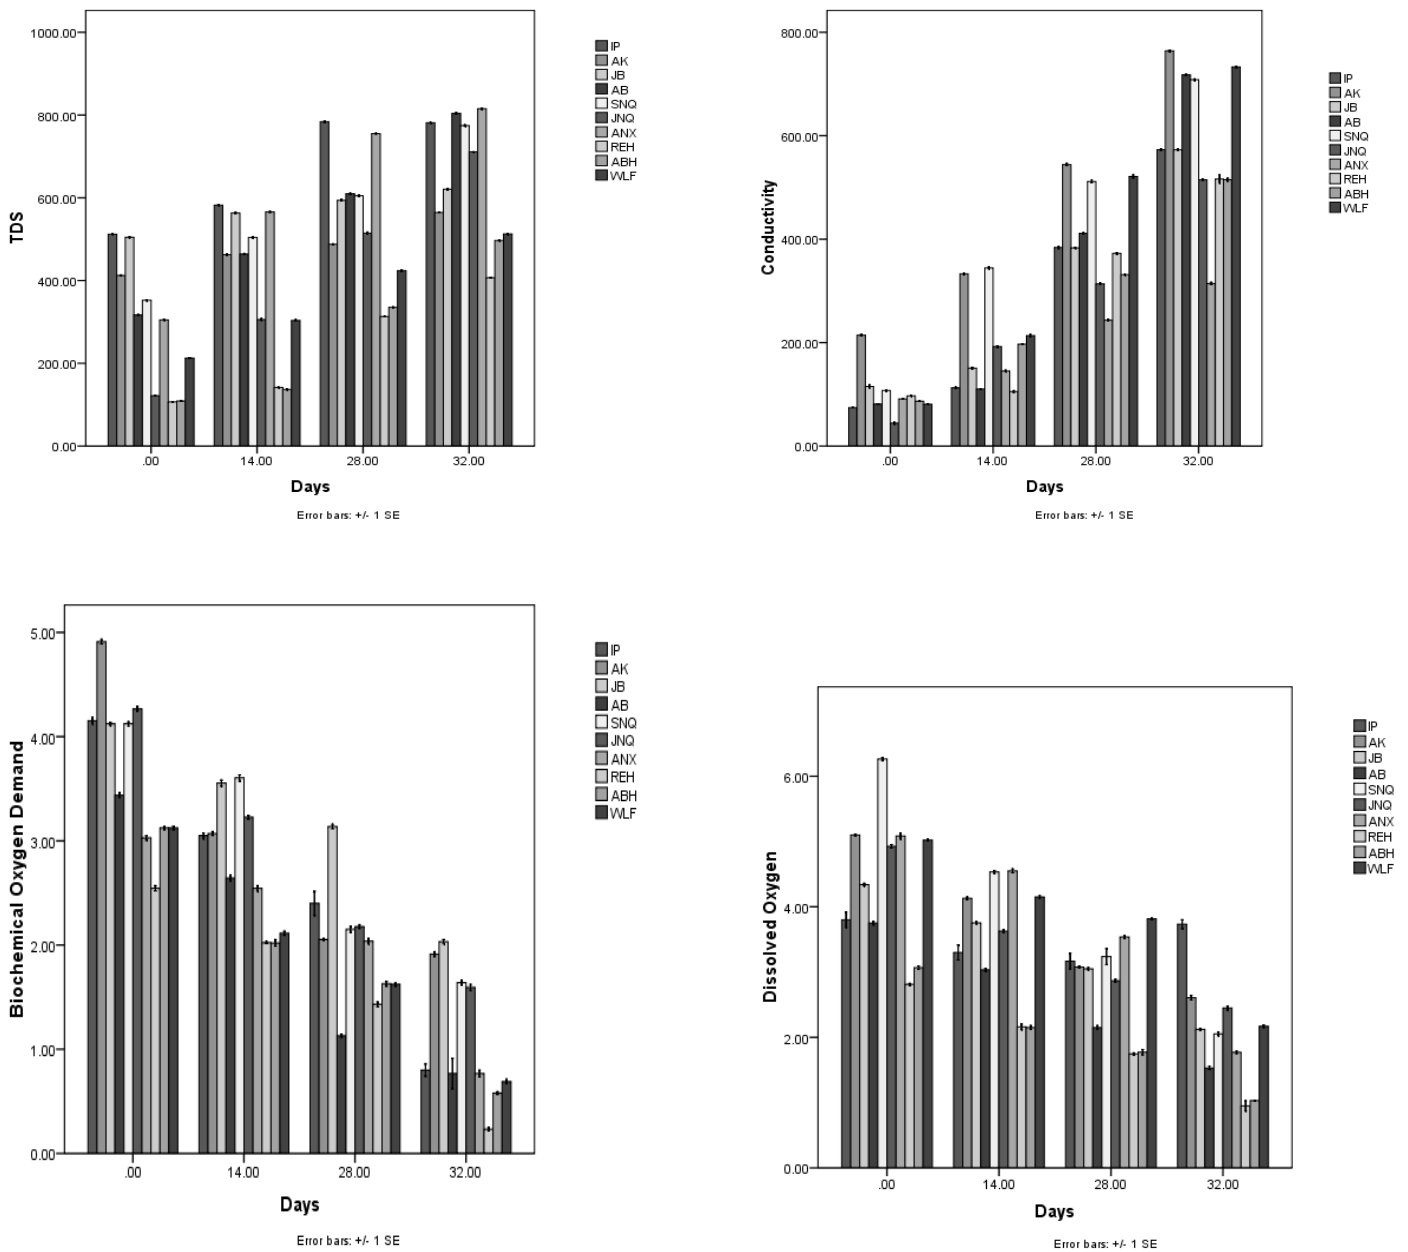 1000.00
800.00
600.00
400.00
200.00
0.00
TDS
.00 14.00 28.00 32.00
Days
Error bars: +/- 1 SE
IP
AK
JB
AB
SNQ
JNQ
ANX
REH
ABH
WLF
800.00
600.00
400.00
200.00
0.00
Conductivity
.00 14.00 28.00 32.00
Days
Error bars: +/- 1 SE
IP
AK
JB
AB
SNQ
JNQ
ANX
REH
ABH
WLF
5.00
4.00
3.00
2.00
1.00
0.00
Biochemical Oxygen Demand
.00 14.00 28.00 32.00
Days
Error bars: +/- 1 SE
IP
AK
JB
AB
SNQ
JNQ
ANX
REH
ABH
WLF
6.00
4.00
2.00
0.00
Dissolved Oxygen
.00 14.00 28.00 32.00
Days
Error bars: +/- 1 SE
IP
AK
JB
AB
SNQ
JNQ
ANX
REH
ABH
WLF